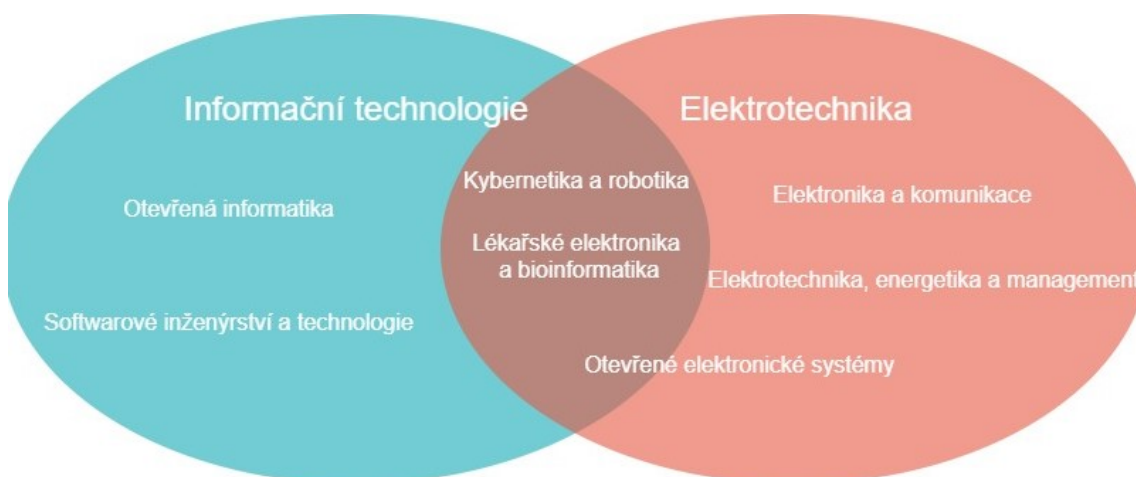 Informační technologie
Elektrotechnika
Kybernetika a robotika
Elektronika a komunikace
Otevřená informatika
Lékařské elektronika
a bioinformatika
Elektrotechnika, energetika a management
Softwarové inženýrství a technologie
Otevřené elektronické systémy